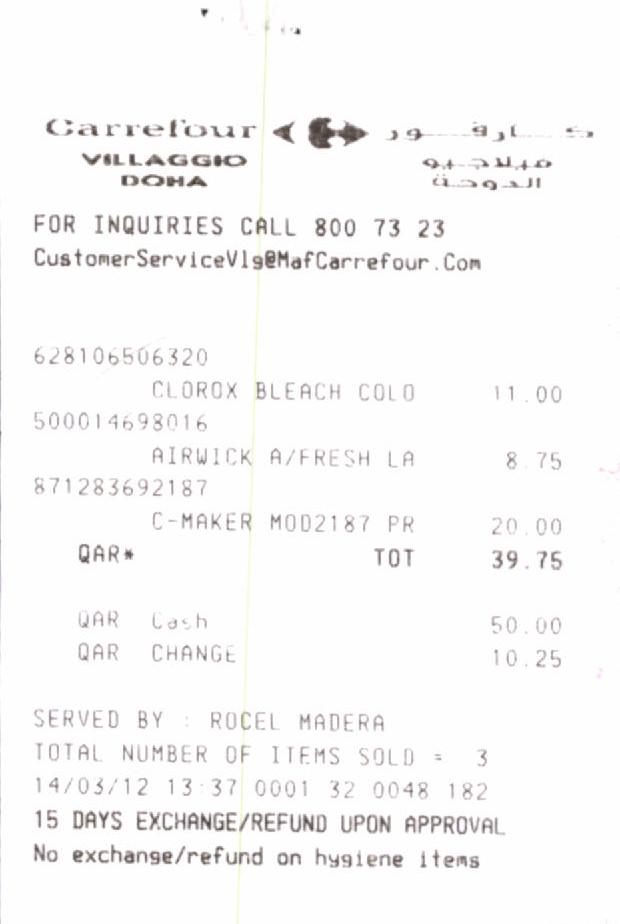 Carrefour كارفور
VILLAGGIO فيلاجيو
DOHA الدوحة
FOR INQUIRIES CALL 800 73 23
CustomerServiceVlg@MafCarrefour.Com
628106506320
CLOROX BLEACH COLO 11.00
500014698016
AIRWICK A/FRESH LA 8.75
871283692187
C-MAKER MOD2187 PR 20.00
QAR* TOT 39.75
QAR Cash 50.00
QAR CHANGE 10.25
SERVED BY : ROCEL MADERA
TOTAL NUMBER OF ITEMS SOLD = 3
14/03/12 13:37 0001 32 0048 182
15 DAYS EXCHANGE/REFUND UPON APPROVAL
No exchange/refund on hygiene items